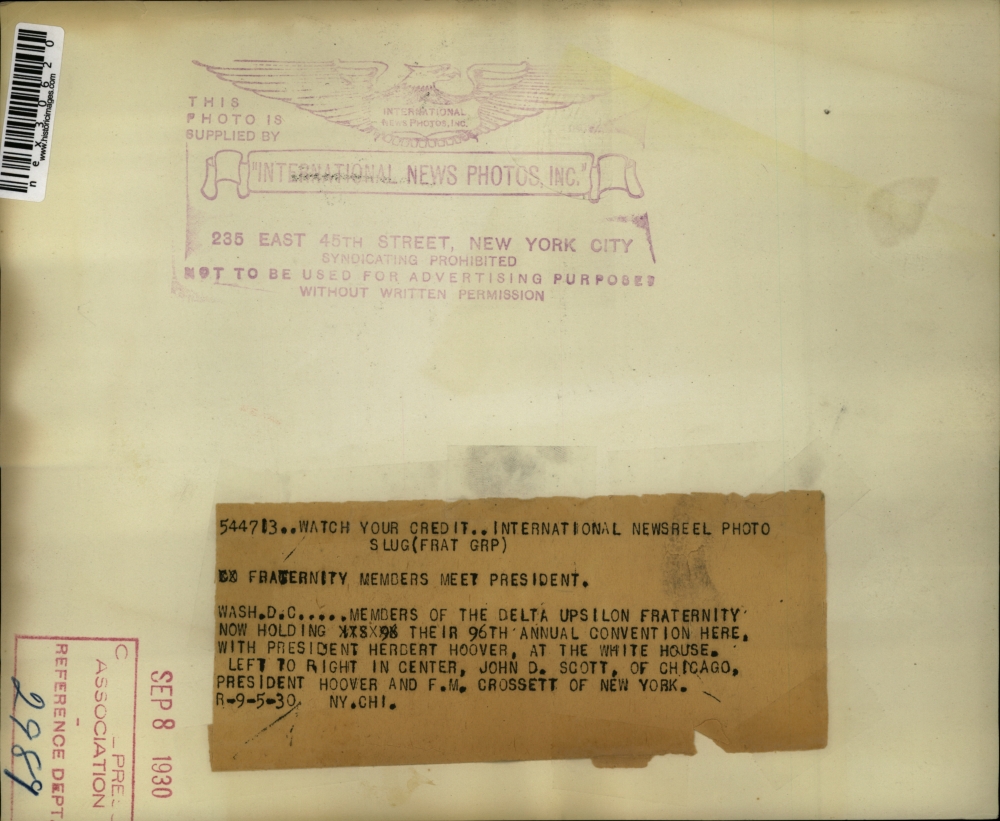 nex30620
www.historicimages.com
THIS
PHOTO IS
SUPPLIED BY
INTERNATIONAL
NEWS PHOTOS, INC.
"INTERNATIONAL NEWS PHOTOS, INC."
235 EAST 45TH STREET, NEW YORK CITY
SYNDICATING PROHIBITED
NOT TO BE USED FOR ADVERTISING PURPOSES
WITHOUT WRITTEN PERMISSION
544713..WATCH YOUR CREDIT..INTERNATIONAL NEWSREEL PHOTO
SLUG(FRAT GRP)
FRATERNITY MEMBERS MEET PRESIDENT.
WASH.D.C.....MEMBERS OF THE DELTA UPSILON FRATERNITY
NOW HOLDING THEIR 96TH ANNUAL CONVENTION HERE,
WITH PRESIDENT HERBERT HOOVER, AT THE WHITE HOUSE.
LEFT TO RIGHT IN CENTER, JOHN D. SCOTT, OF CHICAGO,
PRESIDENT HOOVER AND F.M. CROSSETT OF NEW YORK.
R-9-5-30 NY.CHI.
SEP 8 1930
ASSOCIATION
REFERENCE DEPT.
2989